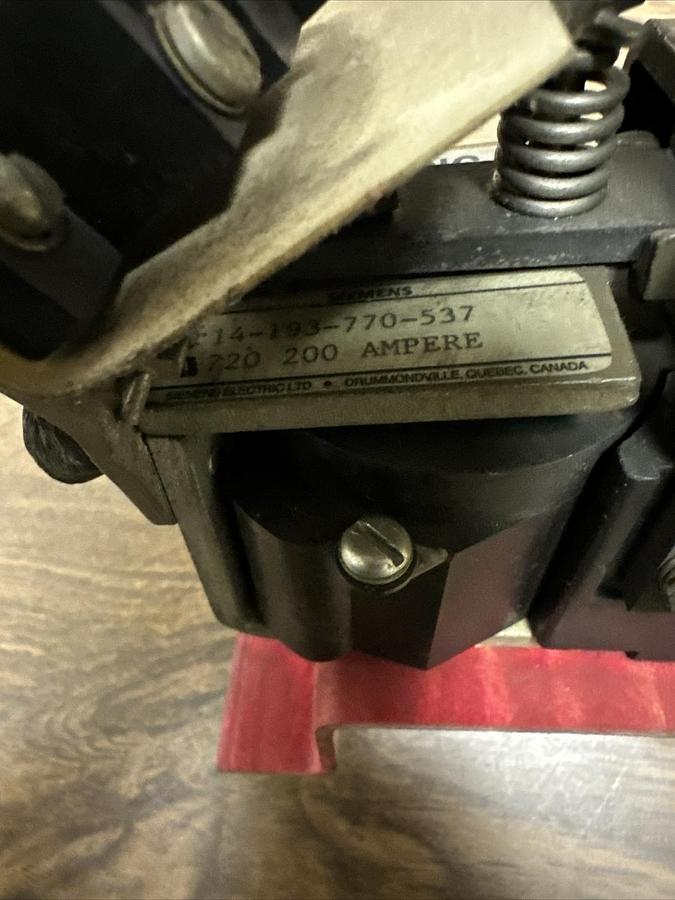 SIEMENS
14-193-770-537
720 200 AMPERE
SIEMENS ELECTRIC LTD • DRUMMONDVILLE, QUEBEC, CANADA